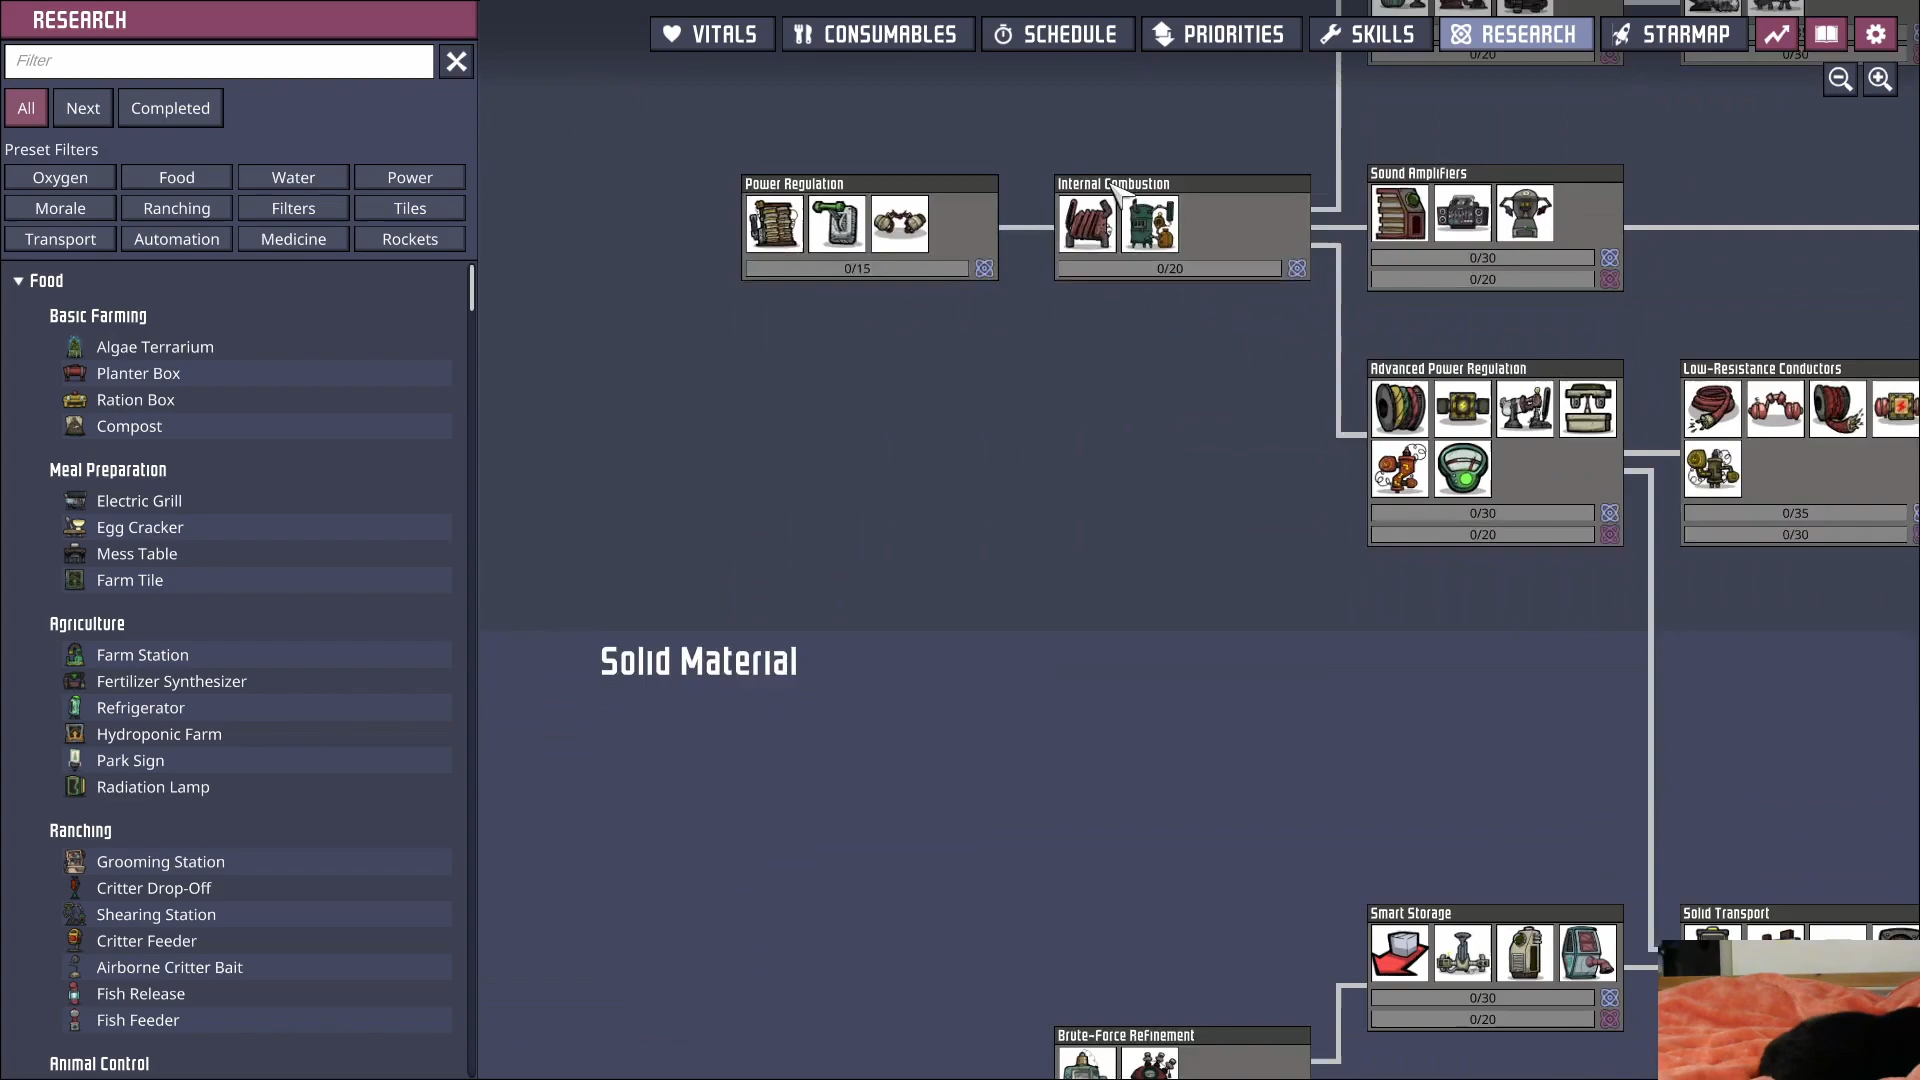 RESEARCH
VITALS
CONSUMABLES
SCHEDULE
PRIORITIES
SKILLS
RESEARCH
STARMAP
Filter
All
Next
Completed
Preset Filters
Oxygen
Food
Water
Power
Morale
Ranching
Filters
Tiles
Transport
Automation
Medicine
Rockets
Food
Basic Farming
Algae Terrarium
Planter Box
Ration Box
Compost
Meal Preparation
Electric Grill
Egg Cracker
Mess Table
Farm Tile
Agriculture
Farm Station
Fertilizer Synthesizer
Refrigerator
Hydroponic Farm
Park Sign
Radiation Lamp
Ranching
Grooming Station
Critter Drop-Off
Shearing Station
Critter Feeder
Airborne Critter Bait
Fish Release
Fish Feeder
Animal Control
0/20
0/30
Power Regulation
0/15
Internal Combustion
0/20
Sound Amplifiers
0/30
0/20
Advanced Power Regulation
0/30
0/20
Low-Resistance Conductors
0/35
0/30
Solid Material
Smart Storage
0/30
0/20
Solid Transport
Brute-Force Refinement